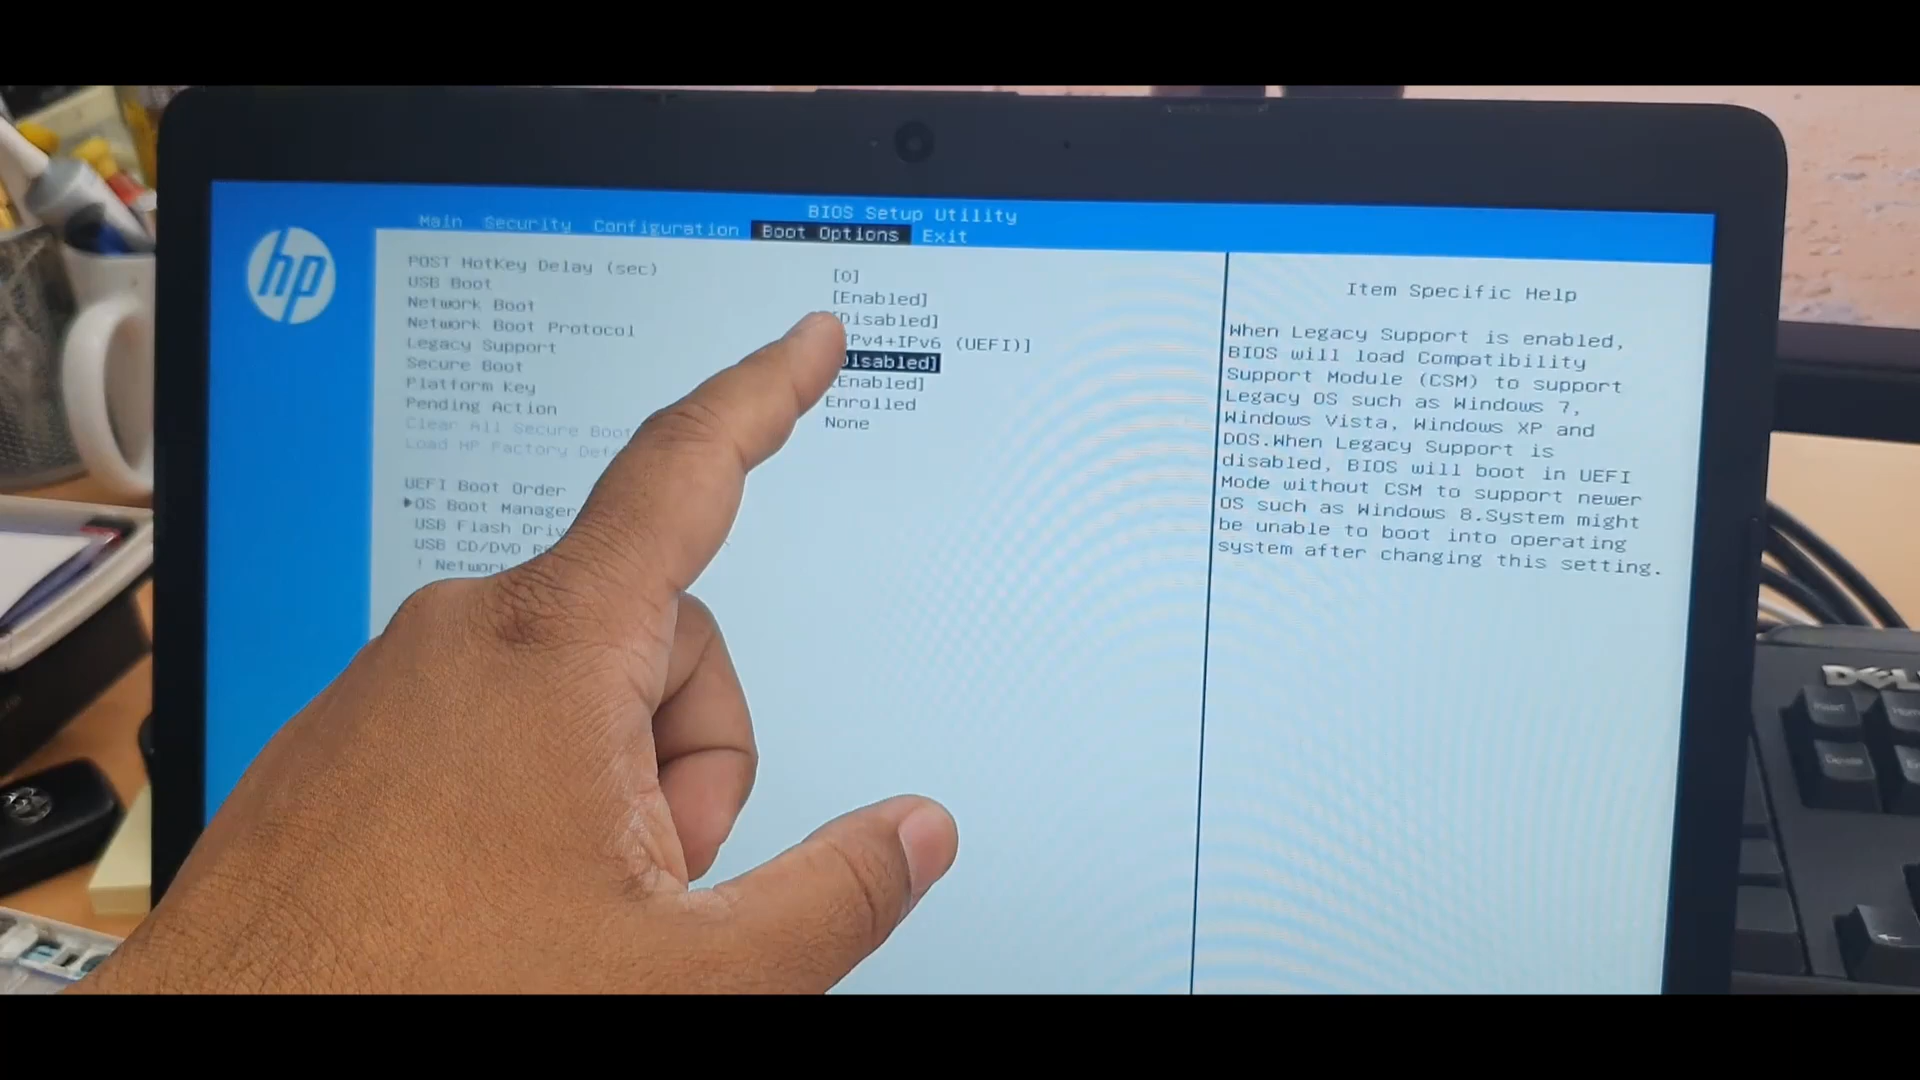 BIOS Setup Utility
Main Security Configuration Boot Options Exit
hp
POST HotKey Delay (sec) [0]
USB Boot [Enabled]
Network Boot Disabled]
Network Boot Protocol IPv4+IPv6 (UEFI)]
Legacy Support Disabled]
Secure Boot [Enabled]
Platform Key Enrolled
Pending Action None
Clear All Secure Boot
Load HP Factory
UEFI Boot Order
▶OS Boot Manager
USB Flash
USB CD/DVD
! Network
Item Specific Help
When Legacy Support is enabled,
BIOS will load Compatibility
Support Module (CSM) to support
Legacy OS such as Windows 7,
Windows Vista, Windows XP and
DOS.When Legacy Support is
disabled, BIOS will boot in UEFI
Mode without CSM to support newer
OS such as Windows 8.System might
be unable to boot into operating
system after changing this setting.
DELL
Insert
Delete